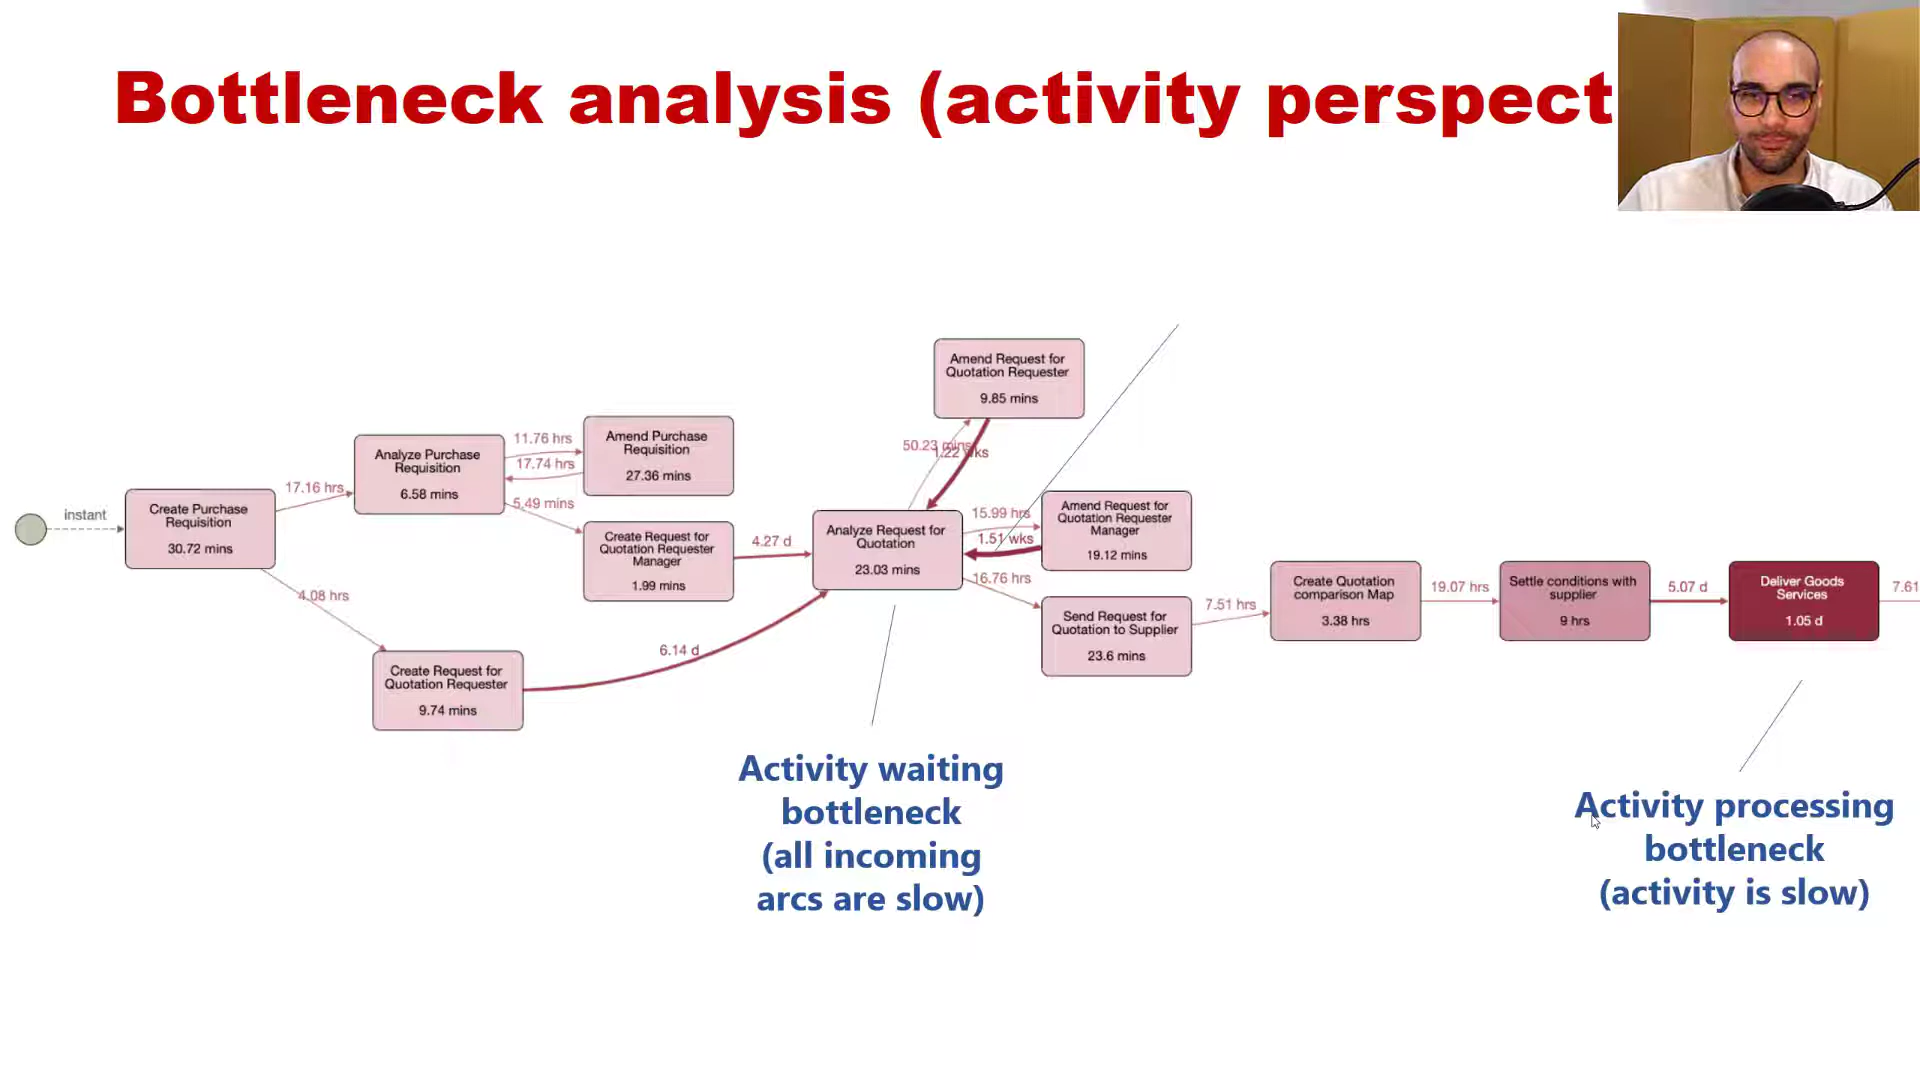 Bottleneck analysis (activity perspect
Amend Request for
Quotation Requester
9.85 mins
50.23 mins
1.22 wks
Analyze Purchase
Requisition
6.58 mins
11.76 hrs
17.74 hrs
Amend Purchase
Requisition
27.36 mins
instant
Create Purchase
Requisition
30.72 mins
17.16 hrs
5.49 mins
Create Request for
Quotation Requester
Manager
1.99 mins
4.27 d
Analyze Request for
Quotation
23.03 mins
15.99 hrs
1.51 wks
16.76 hrs
Amend Request for
Quotation Requester
Manager
19.12 mins
4.08 hrs
Create Request for
Quotation Requester
9.74 mins
6.14 d
Send Request for
Quotation to Supplier
23.6 mins
7.51 hrs
Create Quotation
comparison Map
3.38 hrs
19.07 hrs
Settle conditions with
supplier
9 hrs
5.07 d
Deliver Goods
Services
1.05 d
7.61
Activity waiting
bottleneck
(all incoming
arcs are slow)
Activity processing
bottleneck
(activity is slow)